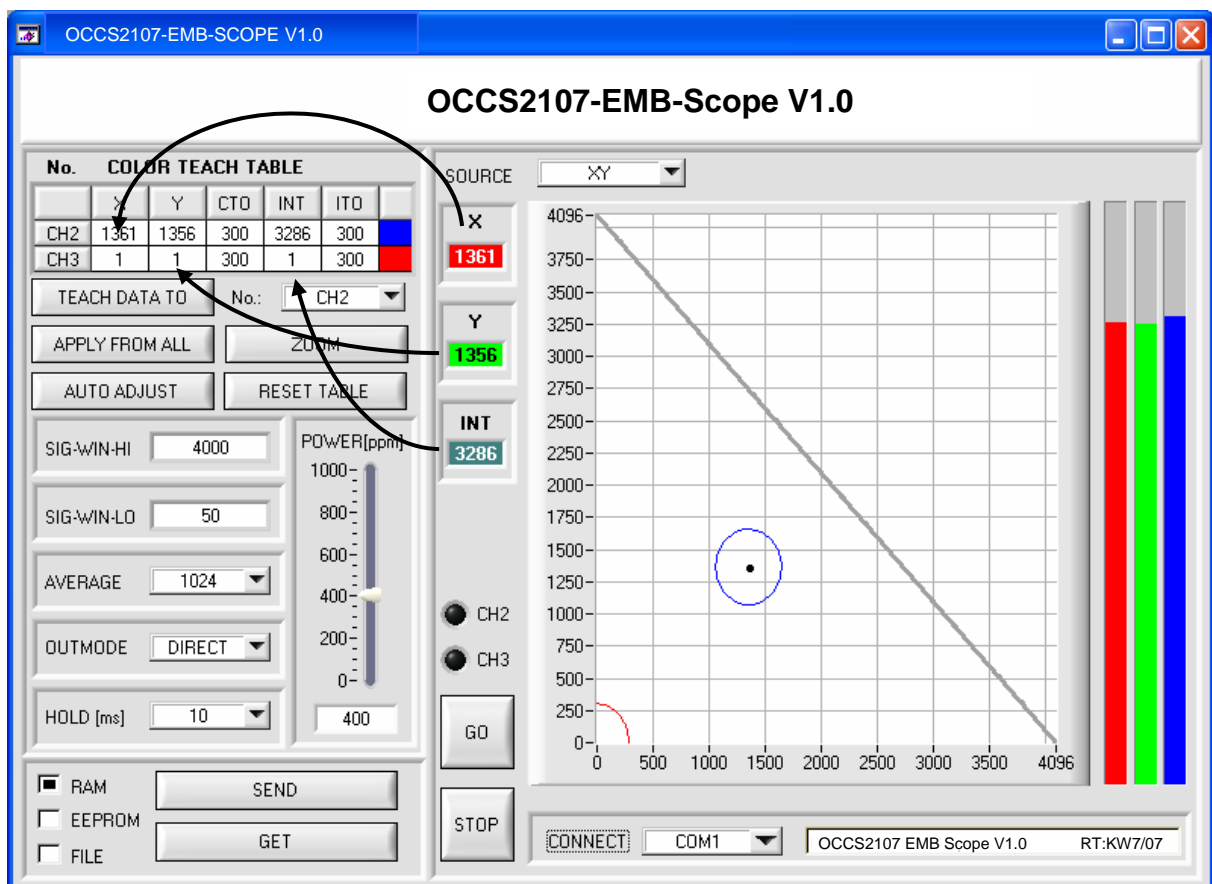 OCCS2107-EMB-SCOPE V1.0
OCCS2107-EMB-Scope V1.0
No. COLOR TEACH TABLE
X Y CTO INT ITO
CH2 1361 1356 300 3286 300
CH3 1 1 300 1 300
TEACH DATA TO No.: CH2
APPLY FROM ALL ZOOM
AUTO ADJUST RESET TABLE
SIG-WIN-HI 4000
SIG-WIN-LO 50
AVERAGE 1024
OUTMODE DIRECT
HOLD [ms] 10
POWER[ppm]
1000
800
600
400
200
0
400
RAM
EEPROM
FILE
SEND
GET
SOURCE XY
X
1361
Y
1356
INT
3286
CH2
CH3
GO
STOP
4096
3750
3500
3250
3000
2750
2500
2250
2000
1750
1500
1250
1000
750
500
250
0
0 500 1000 1500 2000 2500 3000 3500 4096
CONNECT COM1 OCCS2107 EMB Scope V1.0 RT:KW7/07